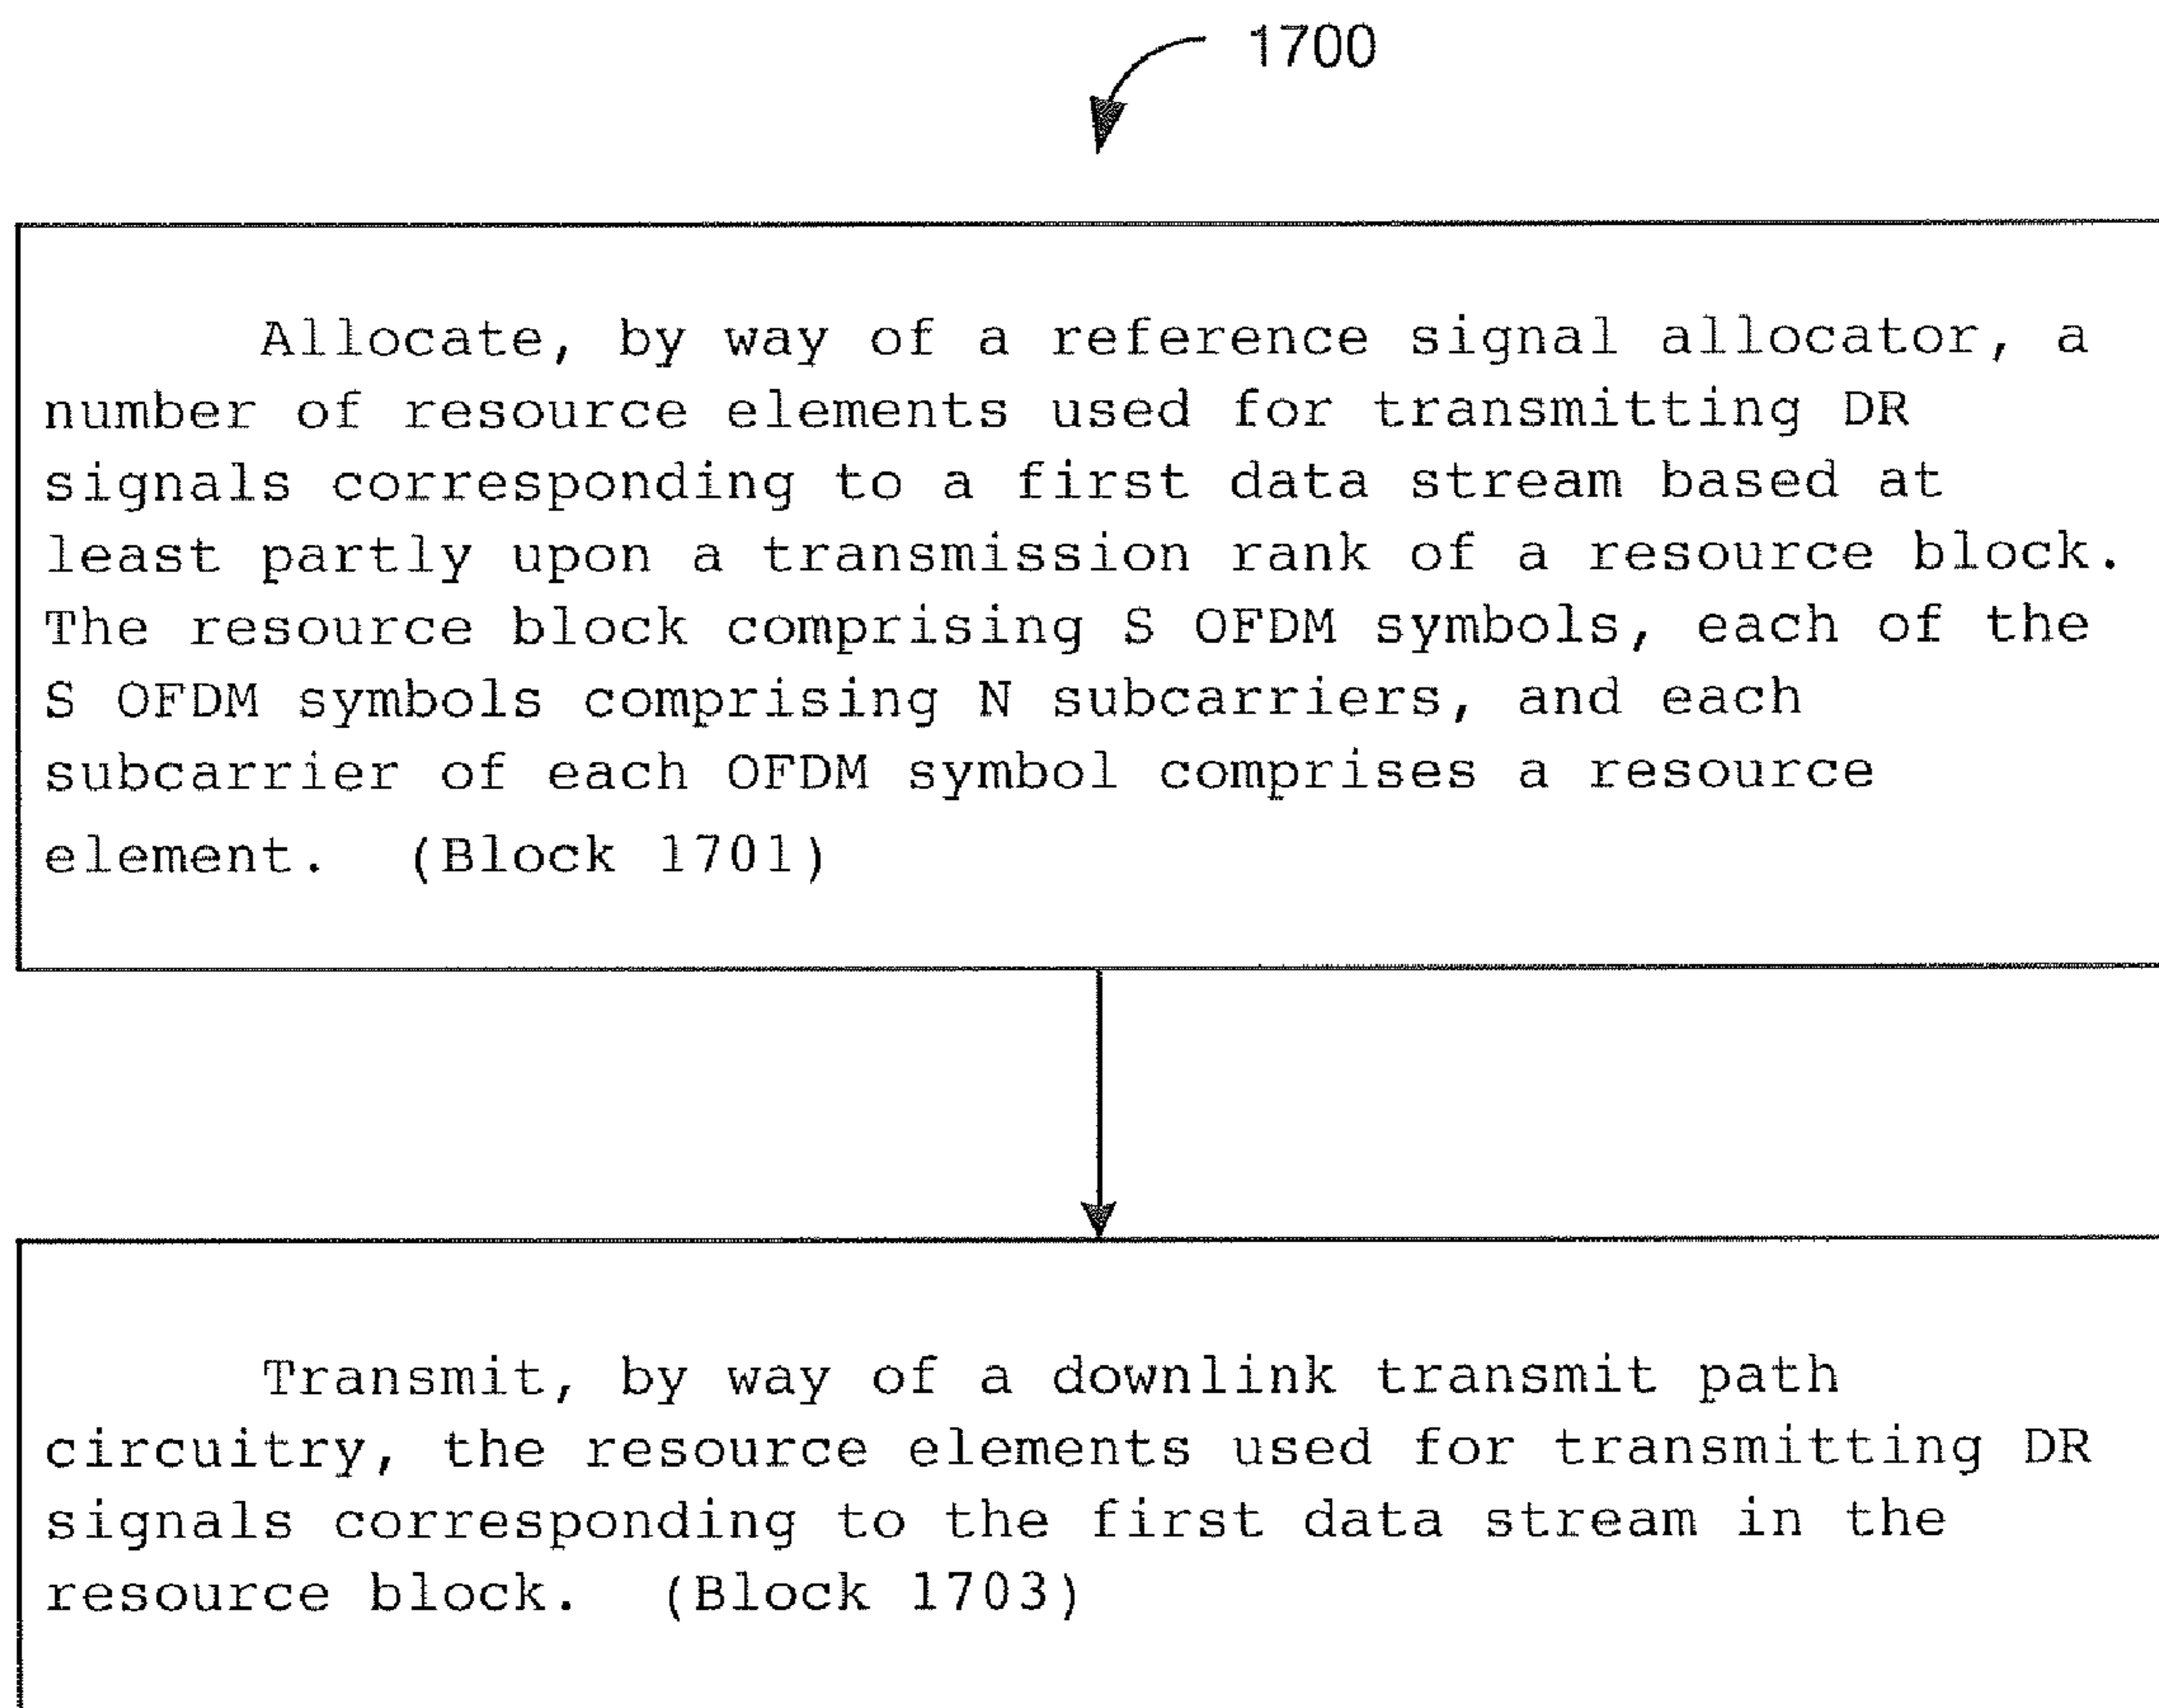 1700
Allocate, by way of a reference signal allocator, a
number of resource elements used for transmitting DR
signals corresponding to a first data stream based at
least partly upon a transmission rank of a resource block.
The resource block comprising S OFDM symbols, each of the
S OFDM symbols comprising N subcarriers, and each
subcarrier of each OFDM symbol comprises a resource
element. (Block 1701)
Transmit, by way of a downlink transmit path
circuitry, the resource elements used for transmitting DR
signals corresponding to the first data stream in the
resource block. (Block 1703)